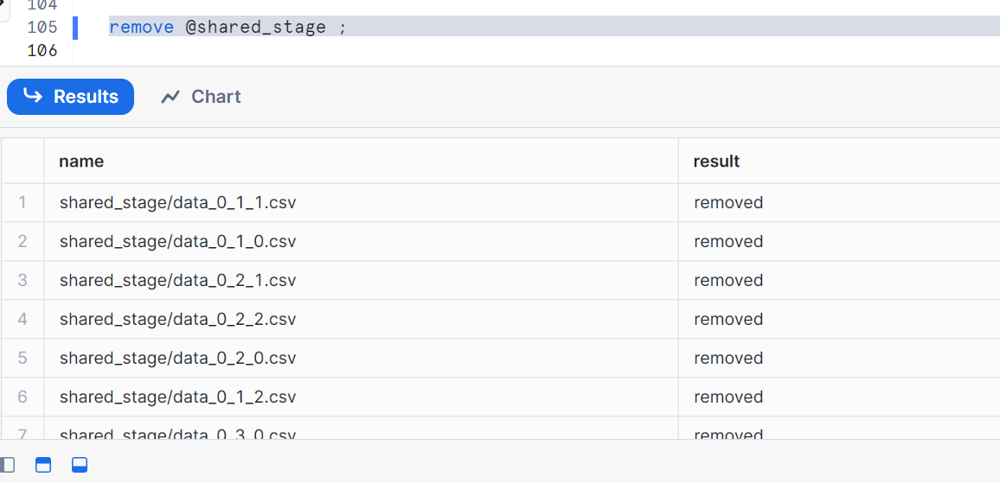 104
105 remove @shared_stage ;
106
Results Chart
name result
1 shared_stage/data_0_1_1.csv removed
2 shared_stage/data_0_1_0.csv removed
3 shared_stage/data_0_2_1.csv removed
4 shared_stage/data_0_2_2.csv removed
5 shared_stage/data_0_2_0.csv removed
6 shared_stage/data_0_1_2.csv removed
7 shared_stage/data_0_3_0.csv removed